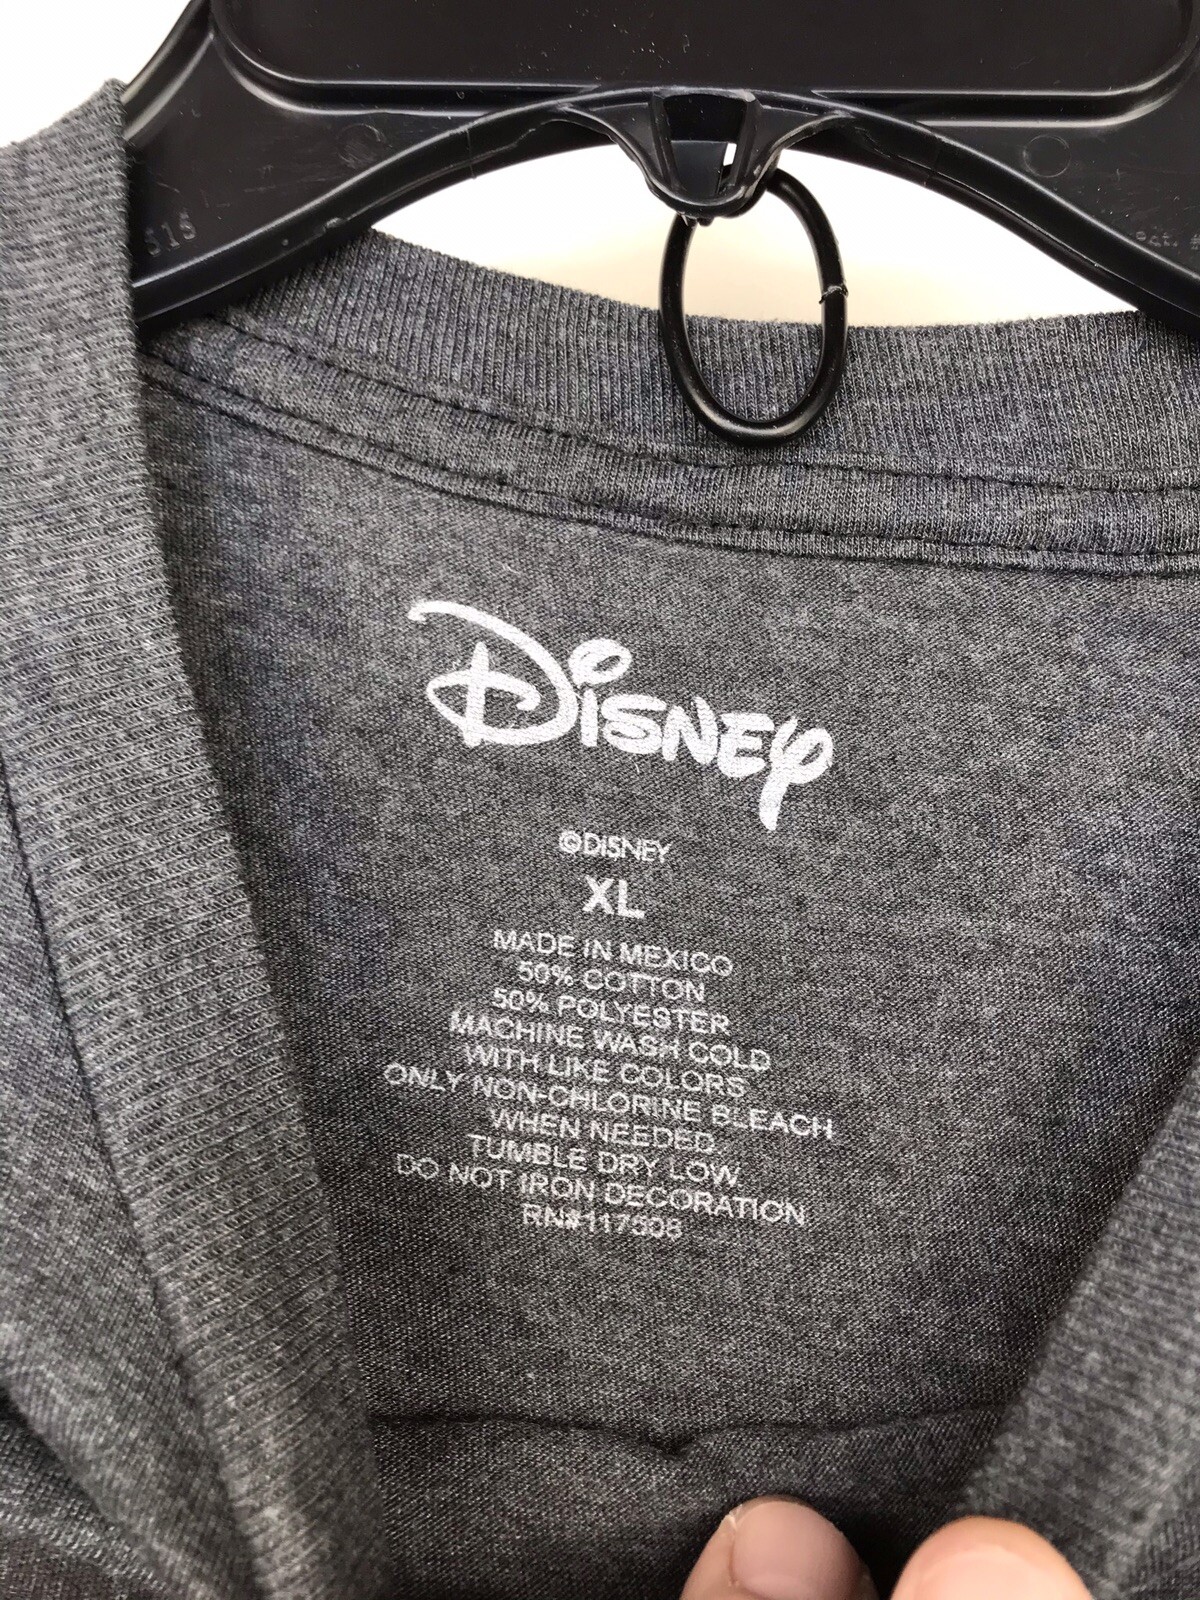 DISNEY
©DISNEY
XL
MADE IN MEXICO
50% COTTON
50% POLYESTER
MACHINE WASH COLD
WITH LIKE COLORS
ONLY NON-CHLORINE BLEACH
WHEN NEEDED.
TUMBLE DRY LOW.
DO NOT IRON DECORATION
RN#117508